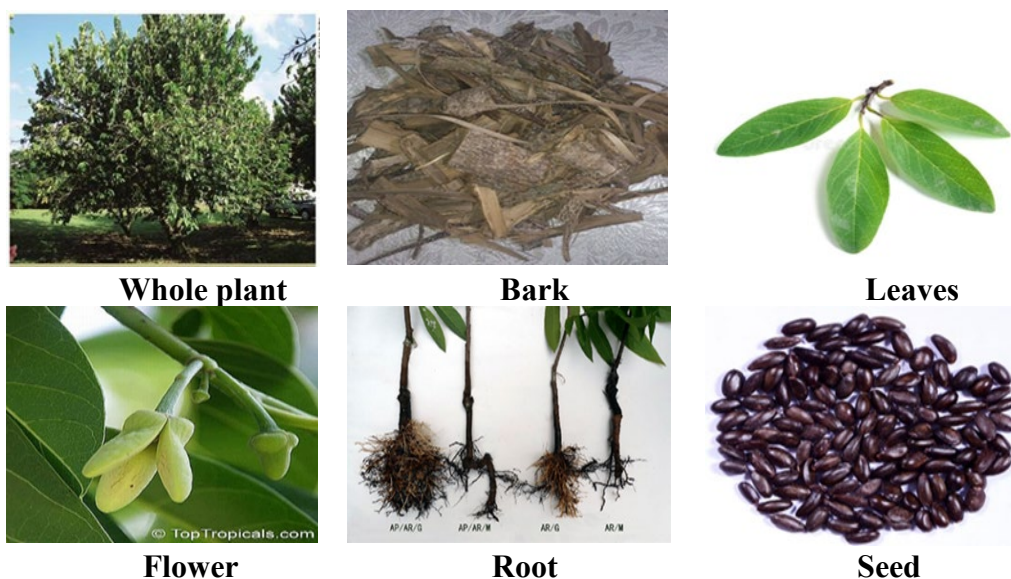 Whole plant
Bark
Leaves
© TopTropicals.com
AP/AR/G
AP/AR/M
AR/G
AR/M
Flower
Root
Seed